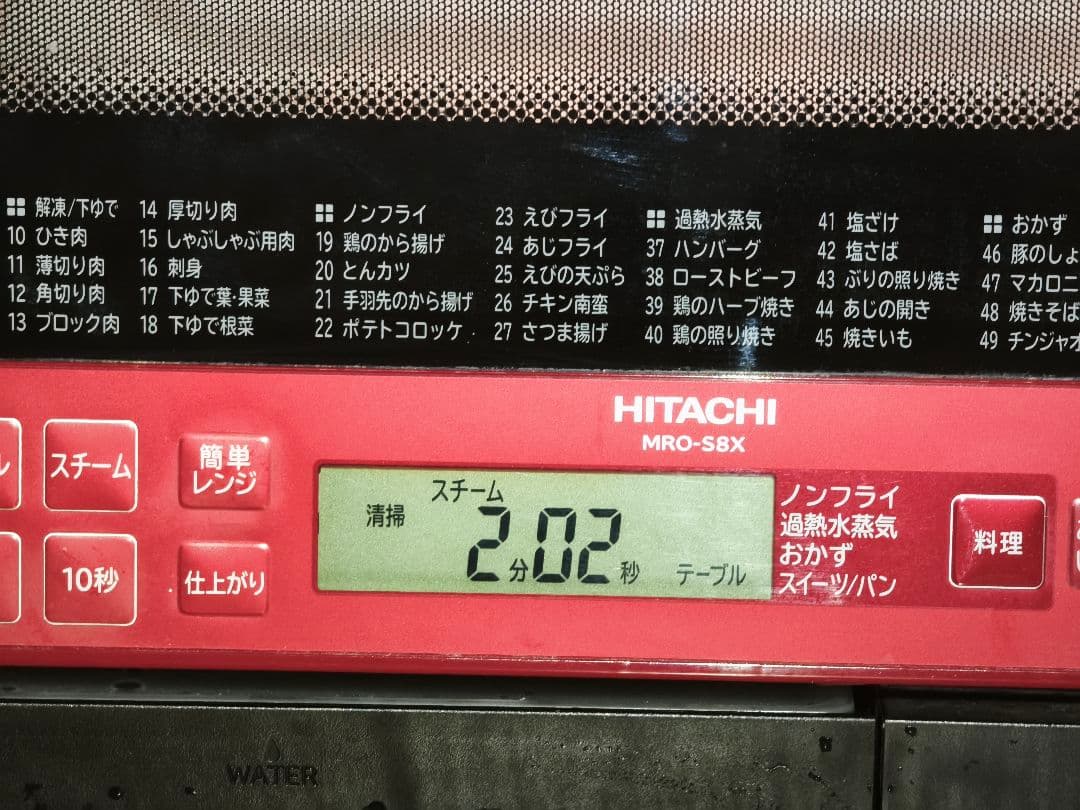 解凍/下ゆで
10 ひき肉
11 薄切り肉
12 角切り肉
13 ブロック肉
14 厚切り肉
15 しゃぶしゃぶ用肉
16 刺身
17 下ゆで葉・果菜
18 下ゆで根菜
ノンフライ
19 鶏のから揚げ
20 とんカツ
21 手羽先のから揚げ
22 ポテトコロッケ
23 えびフライ
24 あじフライ
25 えびの天ぷら
26 チキン南蛮
27 さつま揚げ
過熱水蒸気
37 ハンバーグ
38 ローストビーフ
39 鶏のハーブ焼き
40 鶏の照り焼き
41 塩ざけ
42 塩さば
43 ぶりの照り焼き
44 あじの開き
45 焼きいも
おかず
46 豚のしょ
47 マカロニ
48 焼きそば
49 チンジャオ
HITACHI
MRO-S8X
スチーム
簡単
レンジ
10秒
仕上がり
スチーム
清掃
2分02秒
テーブル
ノンフライ
過熱水蒸気
おかず
スイーツ/パン
料理
WATER